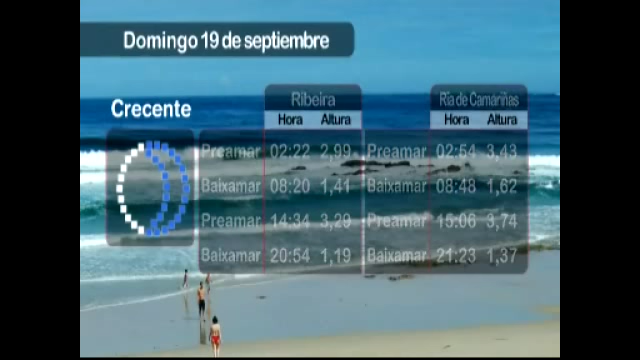 Domingo 19 de septiembre
Crecente
Ribeira Ría de Camariñas
Hora Altura Hora Altura
Preamar 02:22 2,99 Preamar 02:54 3,43
Baixamar 08:20 1,41 Baixamar 08:48 1,62
Preamar 14:34 3,29 Preamar 15:06 3,74
Baixamar 20:54 1,19 Baixamar 21:23 1,37